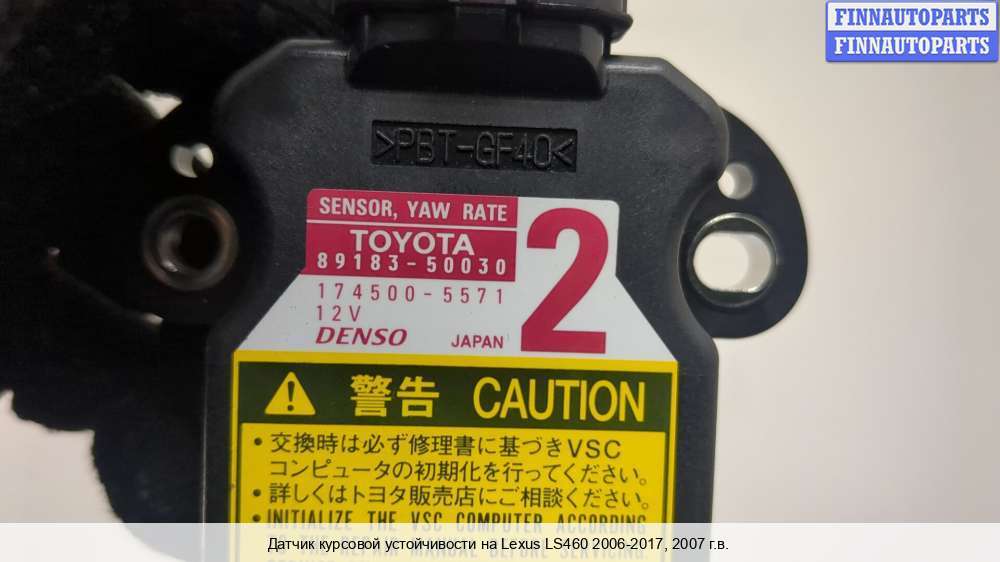 FINNAUTOPARTS
FINNAUTOPARTS
>PBT-GF40<
SENSOR, YAW RATE
TOYOTA
89183-50030
2
174500-5571
12V
DENSO JAPAN
警告 CAUTION
・交換時は必ず修理書に基づきVSC
コンピュータの初期化を行ってください。
・詳しくはトヨタ販売店にご相談ください。
・INITIALIZE THE VSC COMPUTER ACCORDING
Датчик курсовой устойчивости на Lexus LS460 2006-2017, 2007 г.в.